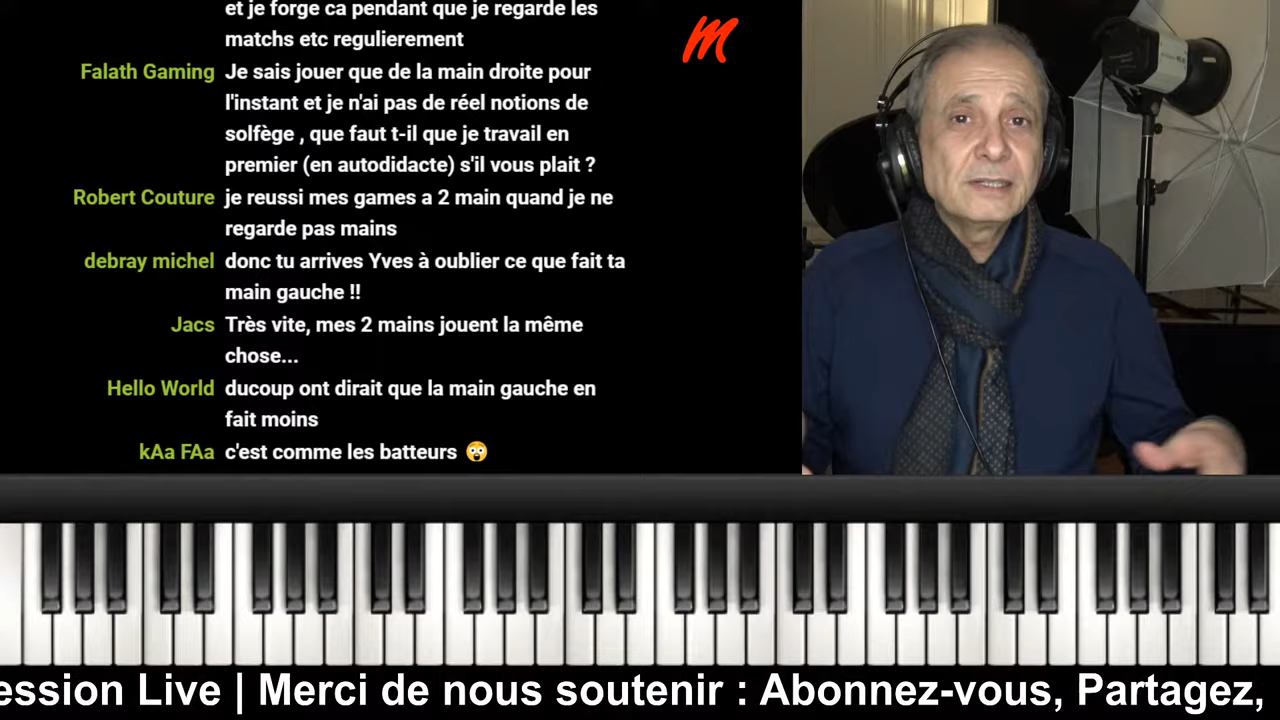 et je forge ca pendant que je regarde les
matchs etc regulierement
m
Falath Gaming Je sais jouer que de la main droite pour
l'instant et je n'ai pas de réel notions de
solfège , que faut t-il que je travail en
premier (en autodidacte) s'il vous plait ?
Robert Couture je reussi mes games a 2 main quand je ne
regarde pas mains
debray michel donc tu arrives Yves à oublier ce que fait ta
main gauche !!
Jacs Très vite, mes 2 mains jouent la même
chose...
Hello World ducoup ont dirait que la main gauche en
fait moins
kAa FAa c'est comme les batteurs 😲
ession Live | Merci de nous soutenir : Abonnez-vous, Partagez,